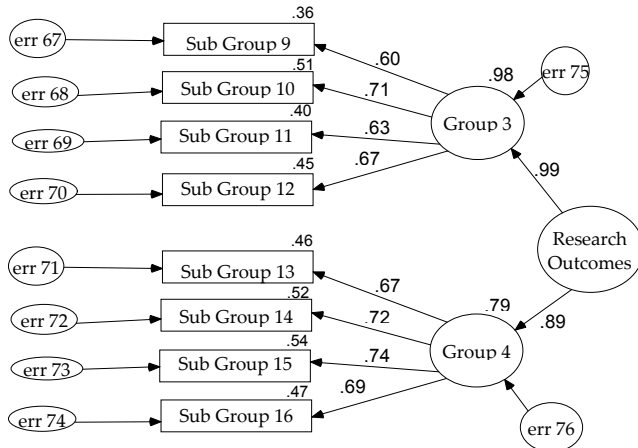 .36
err 67
Sub Group 9
.60
.51
.98
err 75
err 68
Sub Group 10
.71
.40
Group 3
err 69
Sub Group 11
.63
.45
.67
err 70
Sub Group 12
.99
Research
Outcomes
.46
err 71
Sub Group 13
.67
.52
.79
.89
err 72
Sub Group 14
.72
.54
.74
Group 4
err 73
Sub Group 15
.47
.69
err 74
Sub Group 16
err 76